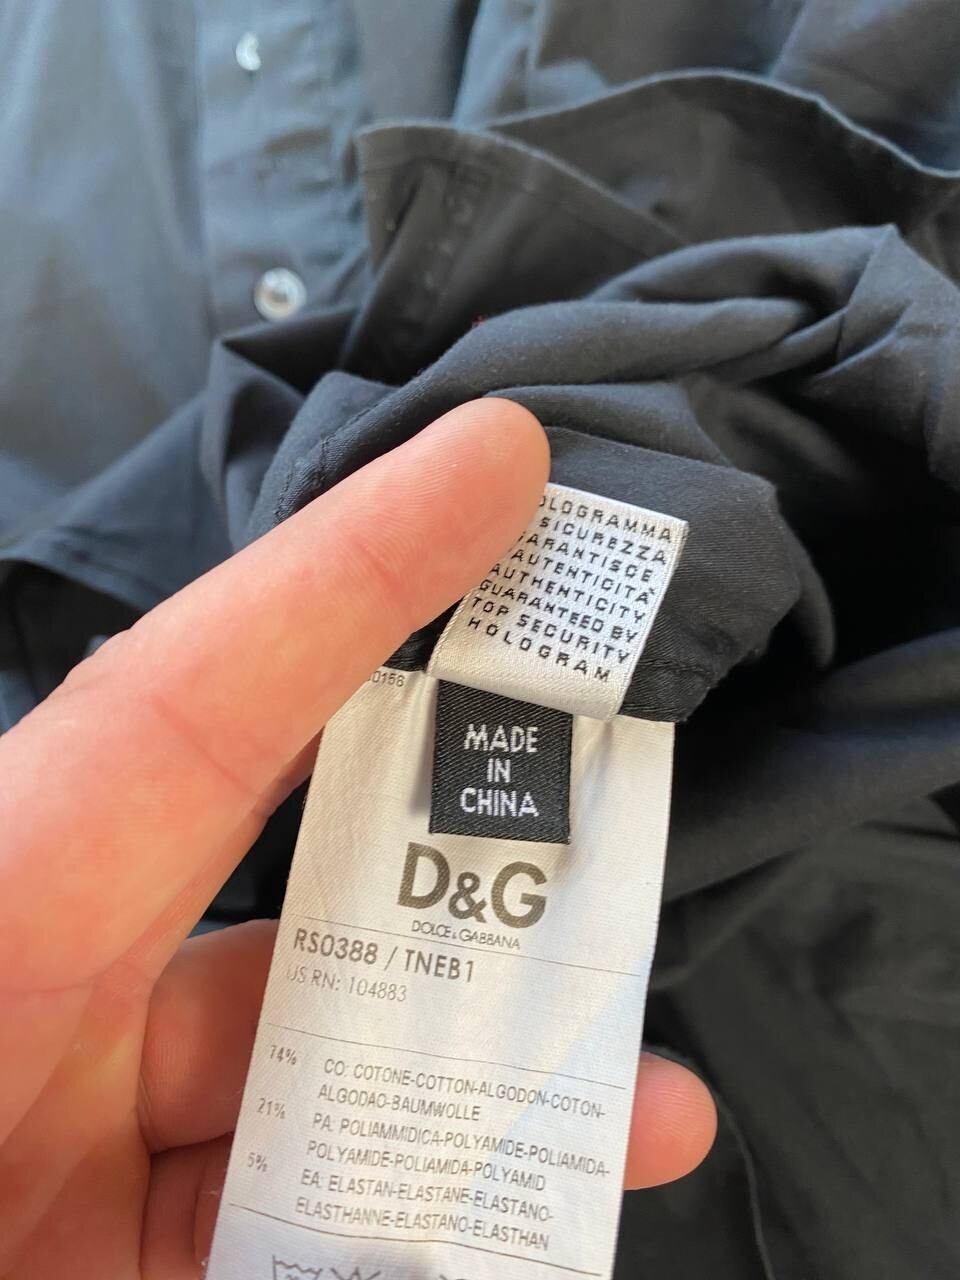 OLOGRAMMA
SICUREZZA
GARANTISCE
AUTENTICITÀ
AUTHENTICITY
GUARANTEED BY
TOP SECURITY
HOLOGRAM
0158
MADE
IN
CHINA
D&G
DOLCE & GABBANA
RS0388 / TNEB1
US RN: 104883
74% CO: COTONE-COTTON-ALGODON-COTON-
ALGODAO-BAUMWOLLE
21% PA: POLIAMMIDICA-POLYAMIDE-POLIAMIDA-
POLYAMIDE-POLIAMIDA-POLYAMID
5% EA: ELASTAN-ELASTANE-ELASTANO-
ELASTHANNE-ELASTANO-ELASTHAN